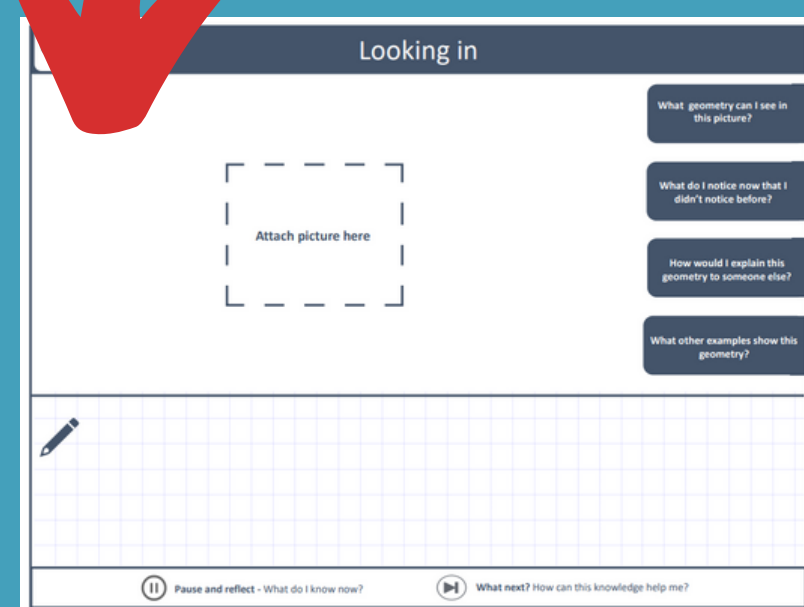 Looking in
What geometry can I see in
this picture?
What do I notice now that I
didn't notice before?
Attach picture here
How would I explain this
geometry to someone else?
What other examples show this
geometry?
Pause and reflect - What do I know now?
What next? How can this knowledge help me?